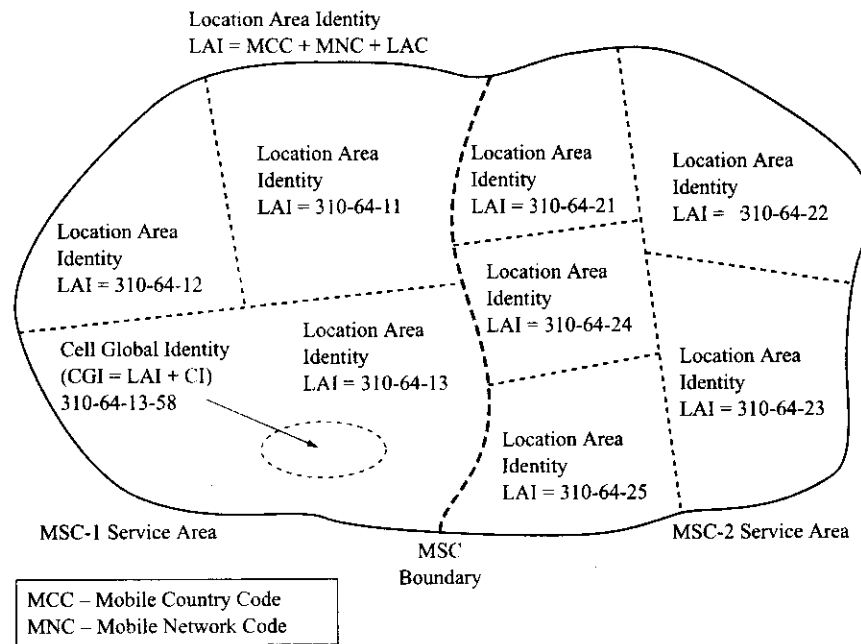 Location Area Identity
LAI = MCC + MNC + LAC
Location Area
Identity
LAI = 310-64-11
Location Area
Identity
LAI = 310-64-21
Location Area
Identity
LAI = 310-64-22
Location Area
Identity
LAI = 310-64-12
Location Area
Identity
LAI = 310-64-24
Cell Global Identity
(CGI = LAI + CI)
310-64-13-58
Location Area
Identity
LAI = 310-64-13
Location Area
Identity
LAI = 310-64-23
Location Area
Identity
LAI = 310-64-25
MSC-1 Service Area
MSC
Boundary
MSC-2 Service Area
MCC – Mobile Country Code
MNC – Mobile Network Code